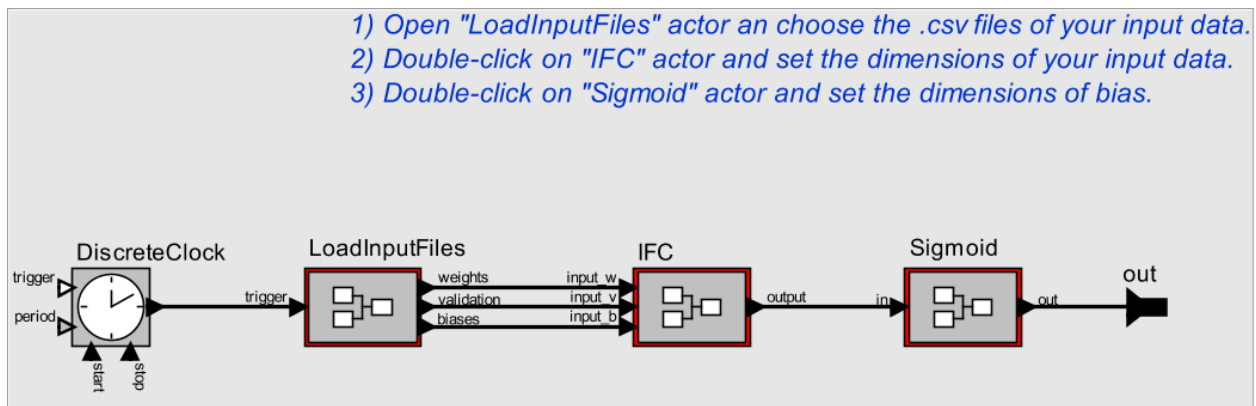 1) Open "LoadInputFiles" actor an choose the .csv files of your input data.
2) Double-click on "IFC" actor and set the dimensions of your input data.
3) Double-click on "Sigmoid" actor and set the dimensions of bias.
DiscreteClock
LoadInputFiles
IFC
Sigmoid
out
trigger
period
start
stop
trigger
weights
validation
biases
input_w
input_v
input_b
output
in
out